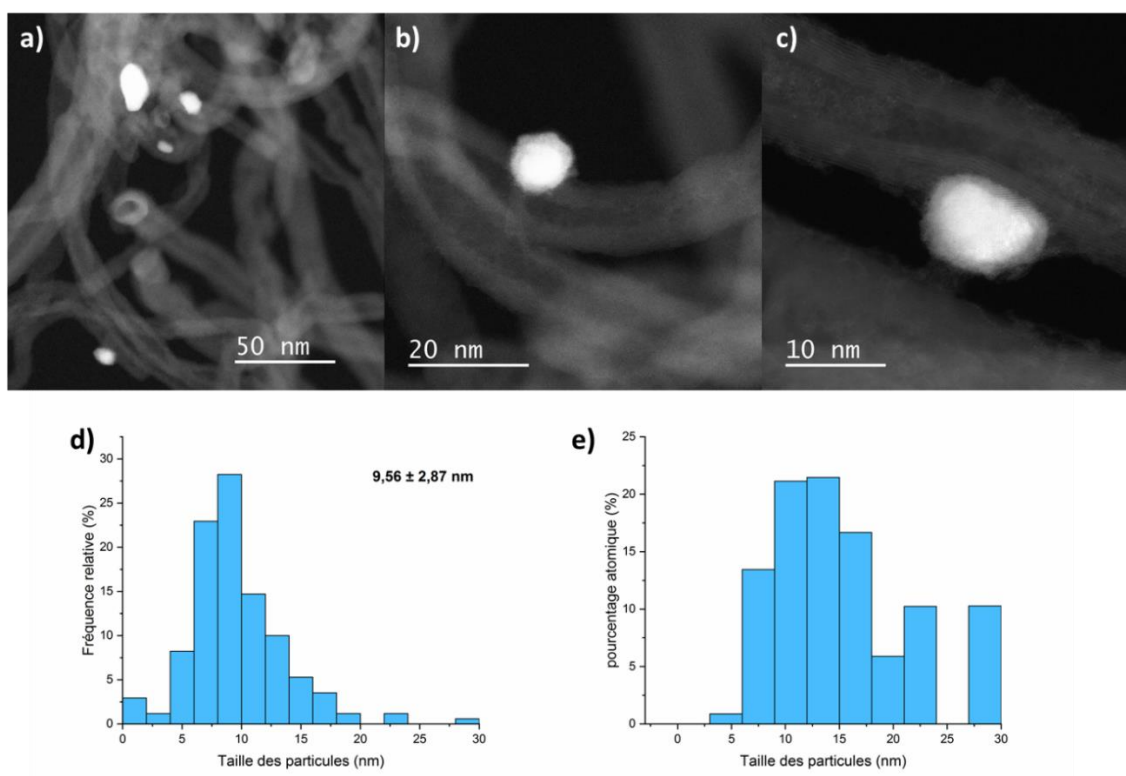 a)
b)
c)
50 nm
20 nm
10 nm
d)
9,56 ± 2,87 nm
Fréquence relative (%)
30
25
20
15
10
5
0
0 5 10 15 20 25 30
Taille des particules (nm)
e)
pourcentage atomique (%)
25
20
15
10
5
0
0 5 10 15 20 25 30
Taille des particules (nm)